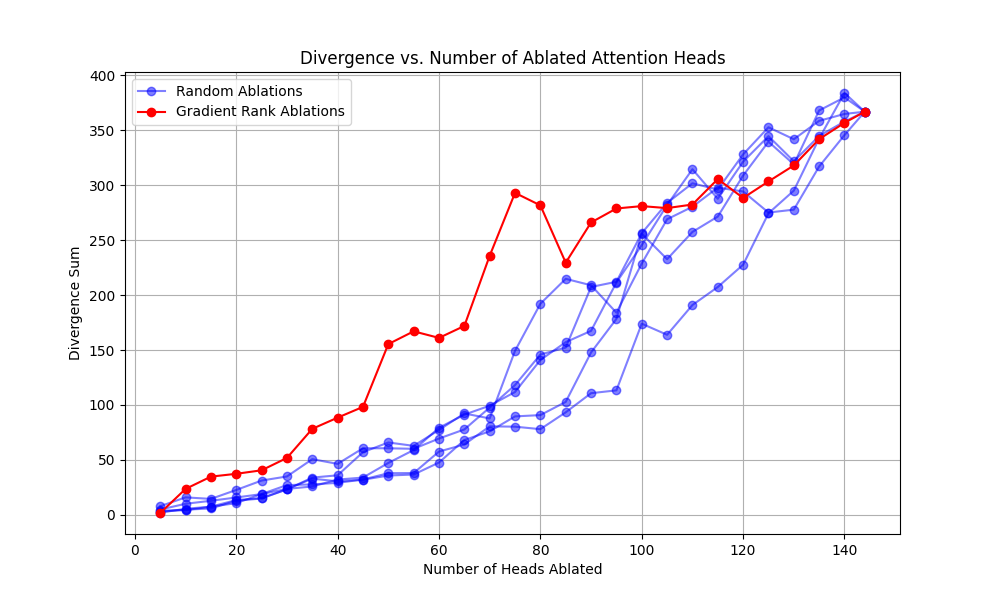 Divergence vs. Number of Ablated Attention Heads
Random Ablations
Gradient Rank Ablations
Divergence Sum
400
350
300
250
200
150
100
50
0
0 20 40 60 80 100 120 140
Number of Heads Ablated